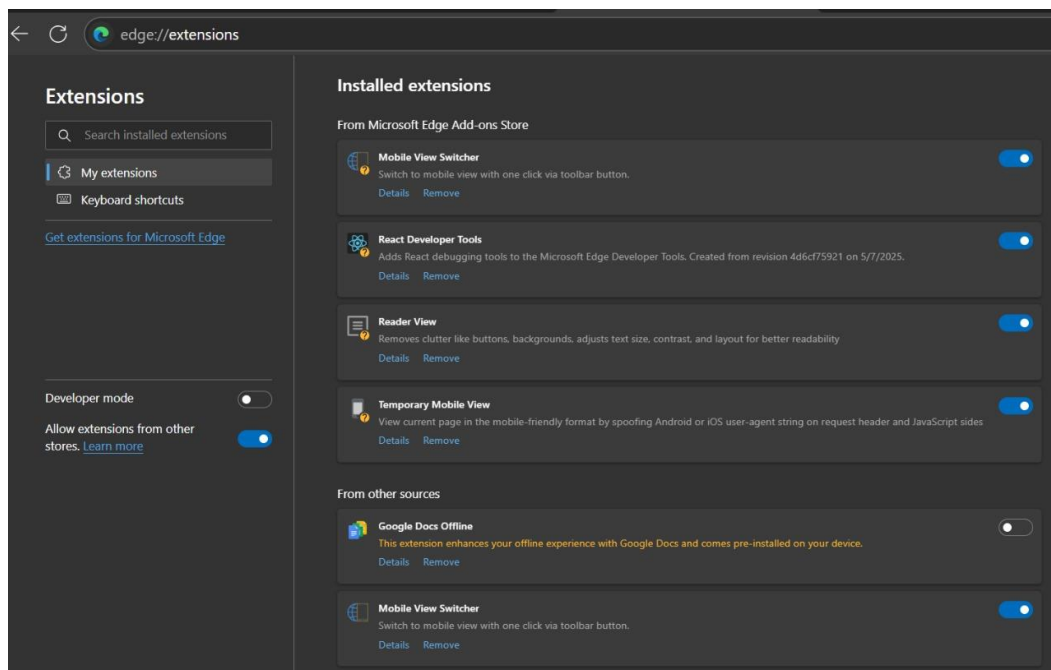 edge://extensions
Extensions
Search installed extensions
My extensions
Keyboard shortcuts
Get extensions for Microsoft Edge
Developer mode
Allow extensions from other
stores. Learn more
Installed extensions
From Microsoft Edge Add-ons Store
Mobile View Switcher
Switch to mobile view with one click via toolbar button.
Details Remove
React Developer Tools
Adds React debugging tools to the Microsoft Edge Developer Tools. Created from revision 4d6cf75921 on 5/7/2025.
Details Remove
Reader View
Removes clutter like buttons, backgrounds, adjusts text size, contrast, and layout for better readability
Details Remove
Temporary Mobile View
View current page in the mobile-friendly format by spoofing Android or iOS user-agent string on request header and JavaScript sides
Details Remove
From other sources
Google Docs Offline
This extension enhances your offline experience with Google Docs and comes pre-installed on your device.
Details Remove
Mobile View Switcher
Switch to mobile view with one click via toolbar button.
Details Remove